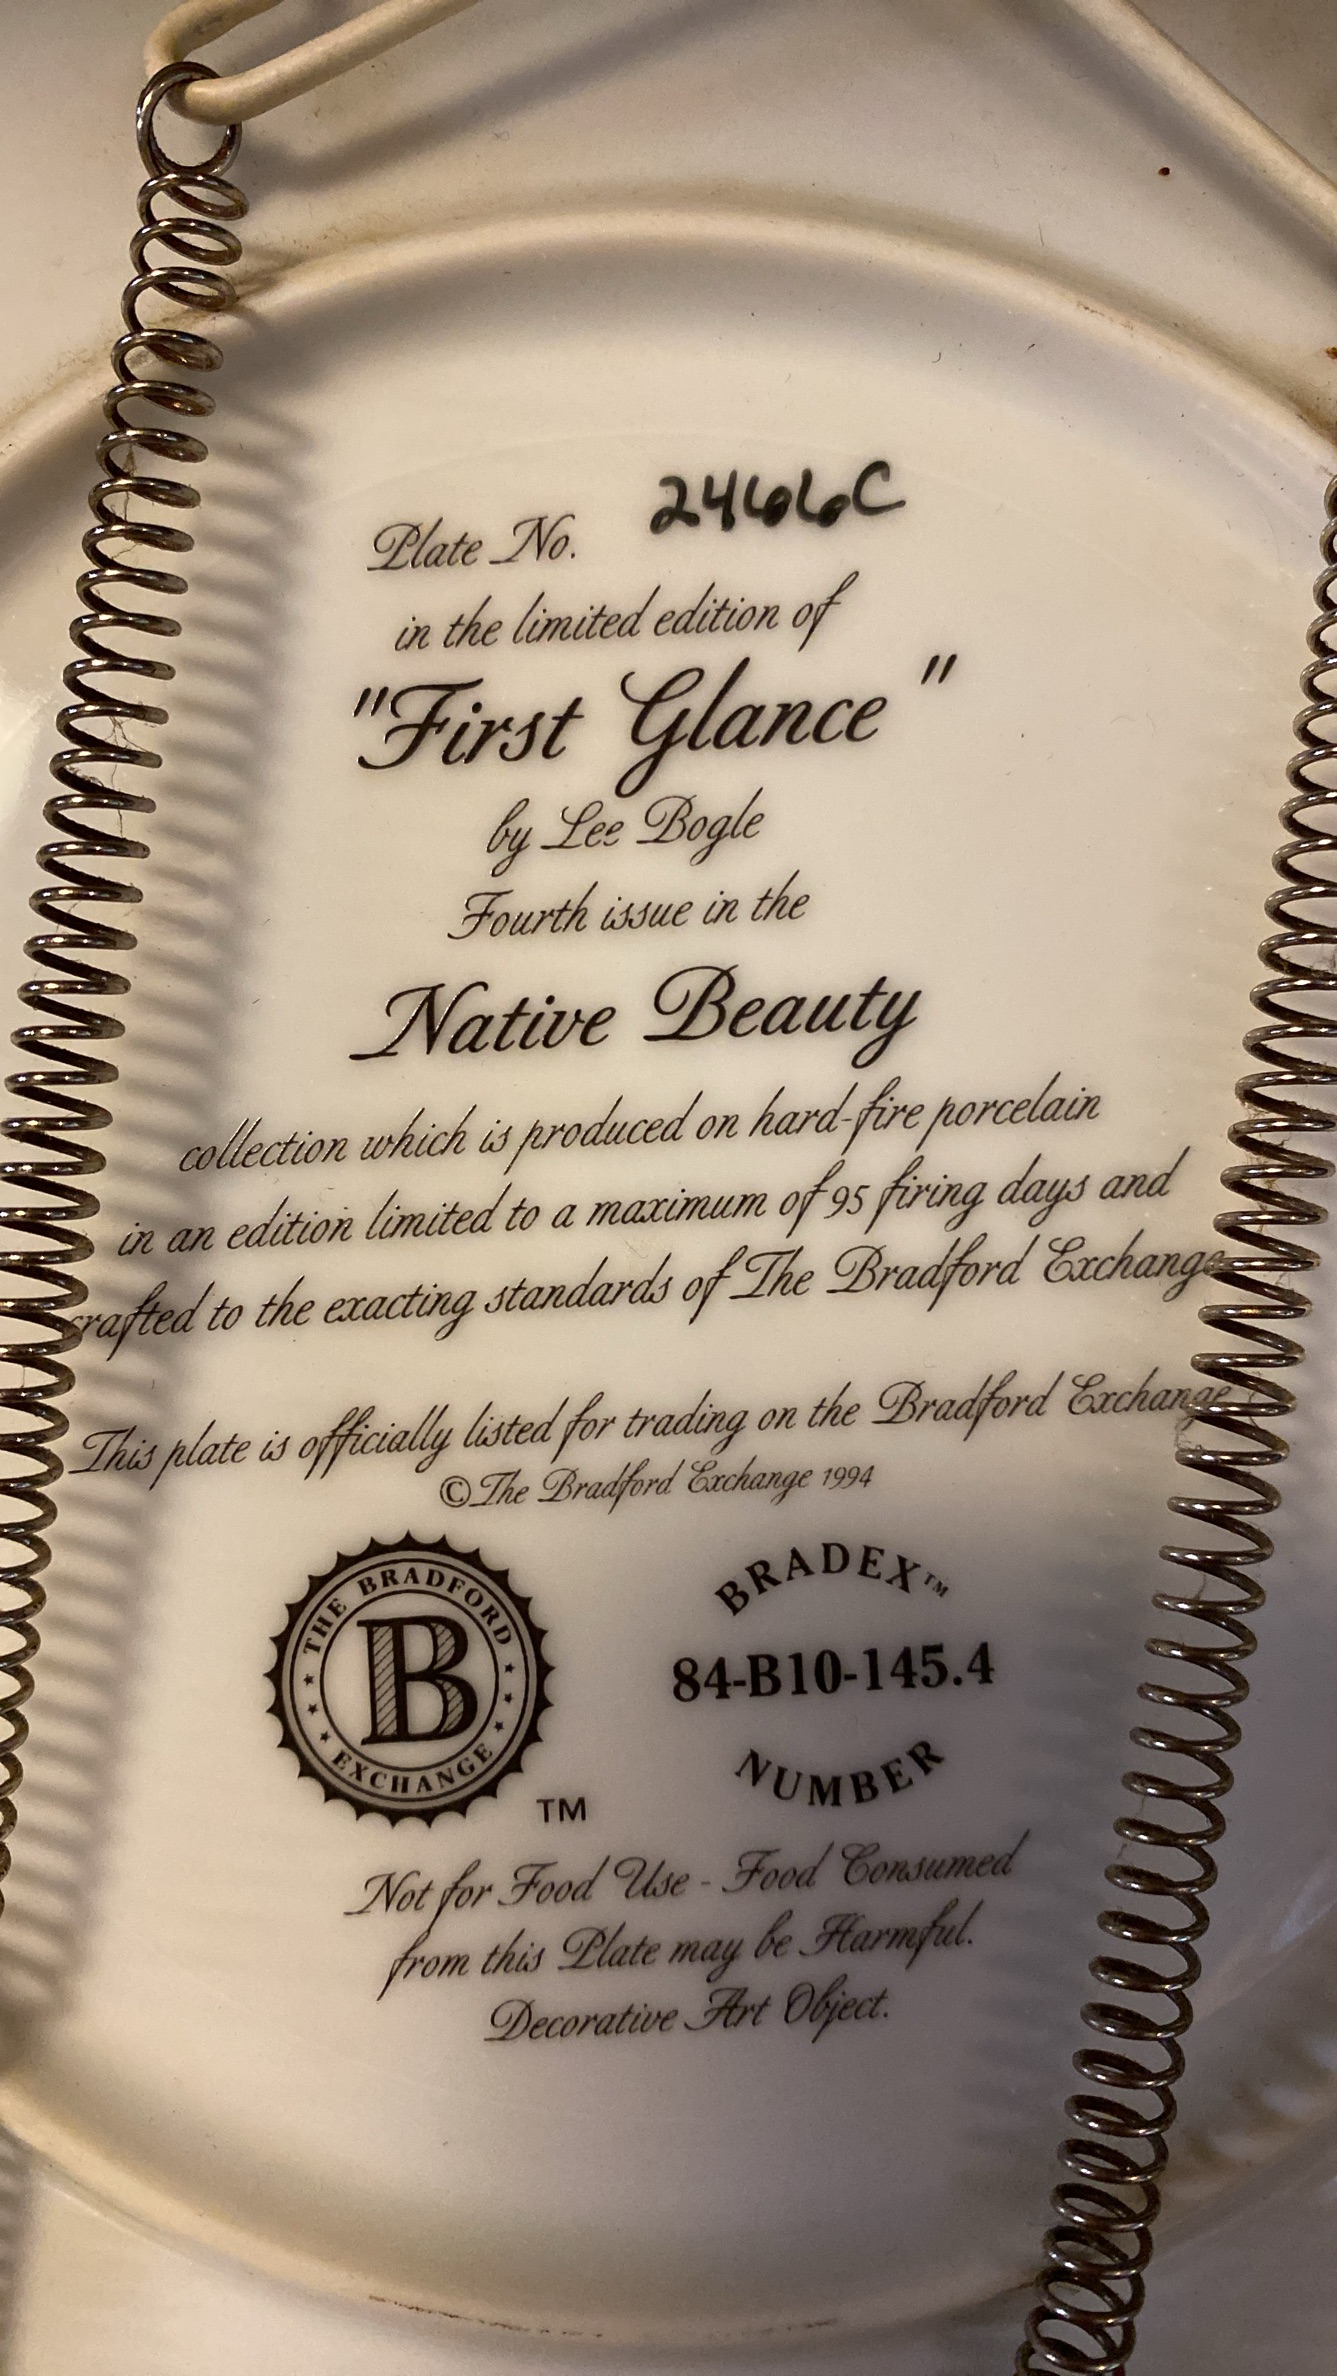 Plate No. 2466C
in the limited edition of
"First Glance"
by Lee Bogle
Fourth issue in the
Native Beauty
collection which is produced on hard-fire porcelain
in an edition limited to a maximum of 95 firing days and
crafted to the exacting standards of The Bradford Exchange
This plate is officially listed for trading on the Bradford Exchange
©The Bradford Exchange 1994
THE BRADFORD
B
EXCHANGE
TM
BRADEX™
84-B10-145.4
NUMBER
Not for Food Use - Food Consumed
from this Plate may be Harmful.
Decorative Art Object.